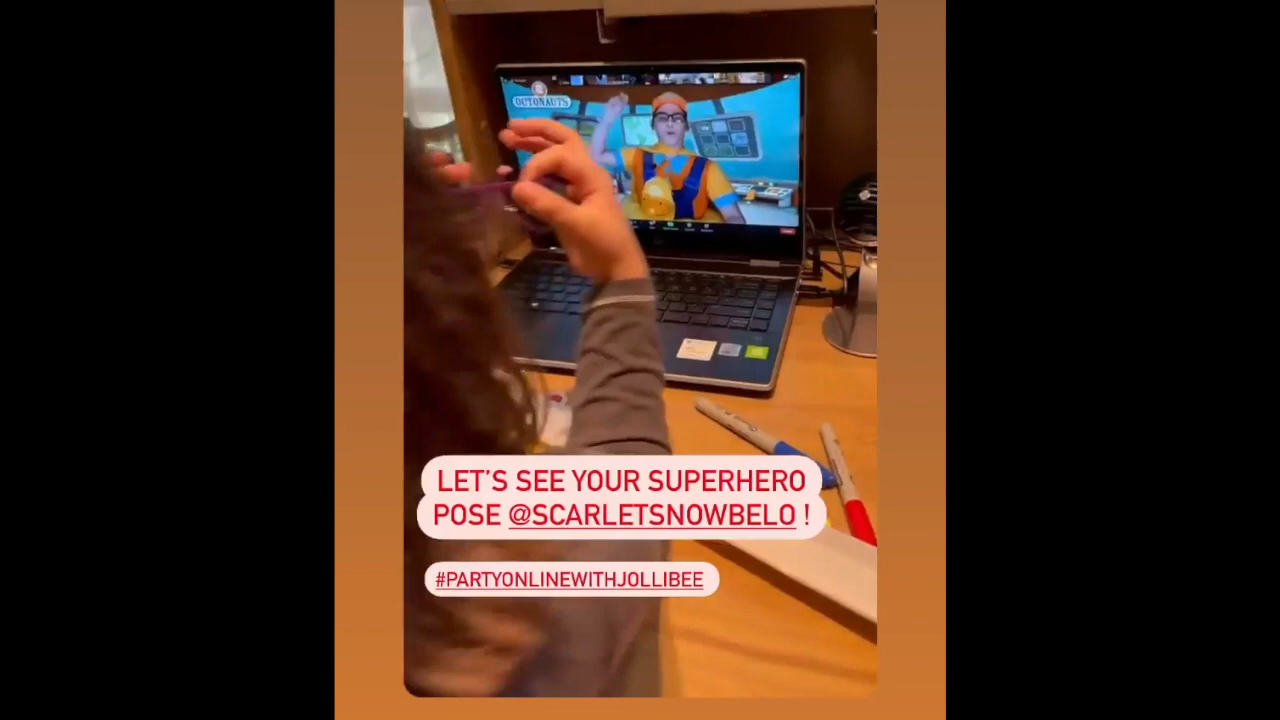 OCTONAUTS
LET'S SEE YOUR SUPERHERO
POSE @SCARLETSNOWBELO !
#PARTYONLINEWITHJOLLIBEE